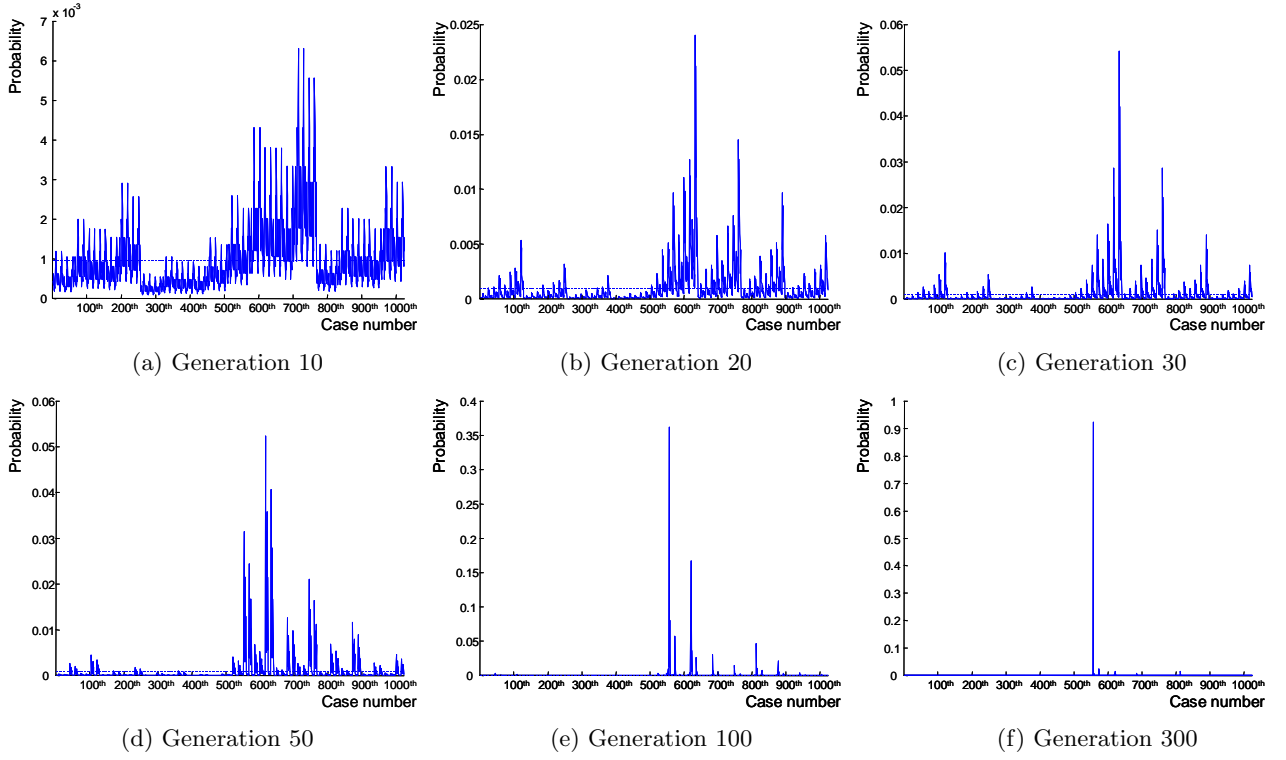 7 x 10⁻³
Probability
6
5
4
3
2
1
0
100th 200th 300th 400th 500th 600th 700th 800th 900th 1000th
Case number
(a) Generation 10
0.025
Probability
0.02
0.015
0.01
0.005
0
100th 200th 300th 400th 500th 600th 700th 800th 900th 1000th
Case number
(b) Generation 20
0.06
Probability
0.05
0.04
0.03
0.02
0.01
0
100th 200th 300th 400th 500th 600th 700th 800th 900th 1000th
Case number
(c) Generation 30
0.06
Probability
0.05
0.04
0.03
0.02
0.01
0
100th 200th 300th 400th 500th 600th 700th 800th 900th 1000th
Case number
(d) Generation 50
0.4
Probability
0.35
0.3
0.25
0.2
0.15
0.1
0.05
0
100th 200th 300th 400th 500th 600th 700th 800th 900th 1000th
Case number
(e) Generation 100
1
Probability
0.9
0.8
0.7
0.6
0.5
0.4
0.3
0.2
0.1
0
100th 200th 300th 400th 500th 600th 700th 800th 900th 1000th
Case number
(f) Generation 300